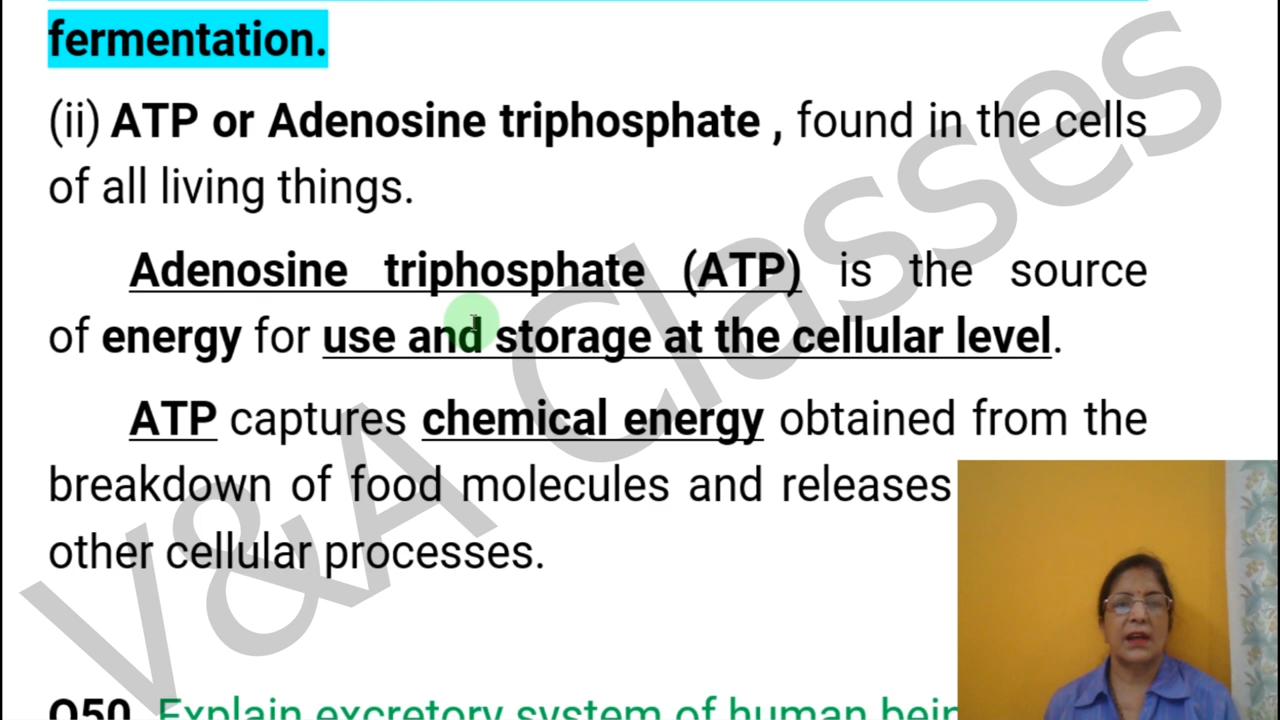 fermentation.
(ii) ATP or Adenosine triphosphate , found in the cells
of all living things.
Adenosine triphosphate (ATP) is the source
of energy for use and storage at the cellular level.
ATP captures chemical energy obtained from the
breakdown of food molecules and releases
other cellular processes.
Q50. Explain excretory system of human
V&A Classes